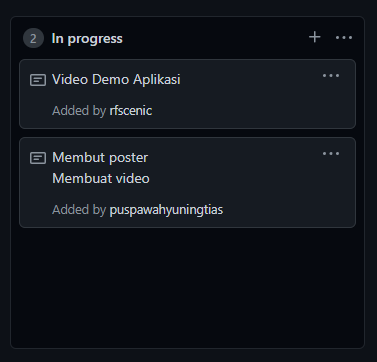 2 In progress
Video Demo Aplikasi
Added by rfscenic
Membut poster
Membuat video
Added by puspawahyuningtias